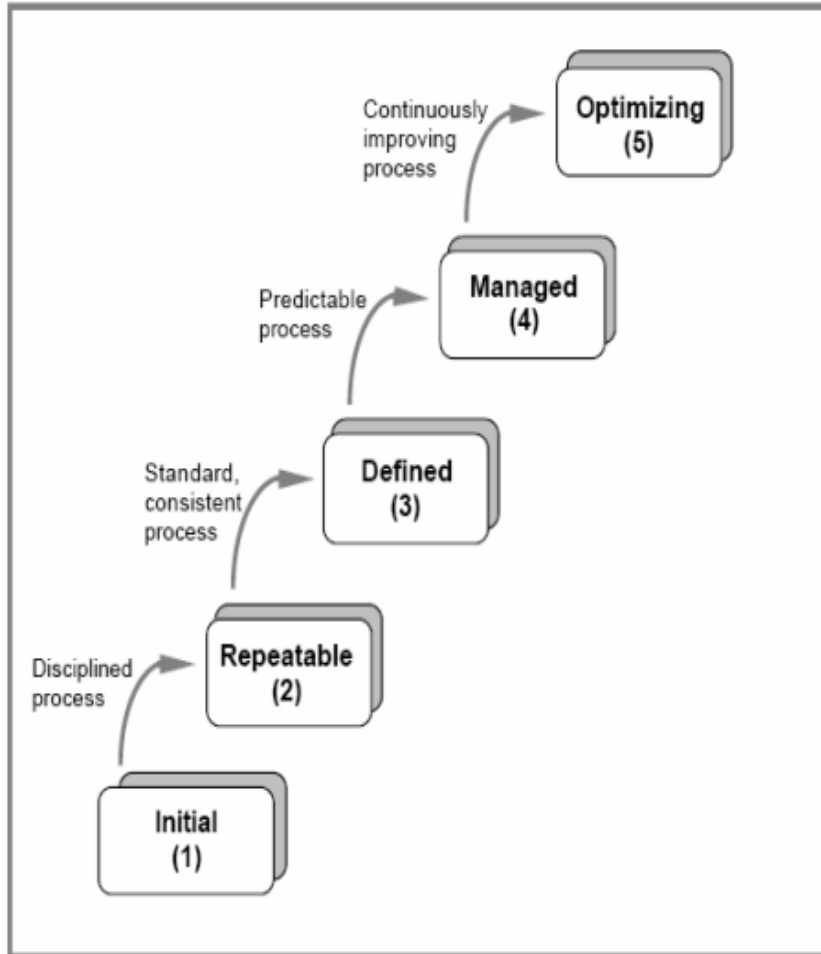 Continuously
improving
process
Optimizing
(5)
Predictable
process
Managed
(4)
Standard,
consistent
process
Defined
(3)
Disciplined
process
Repeatable
(2)
Initial
(1)